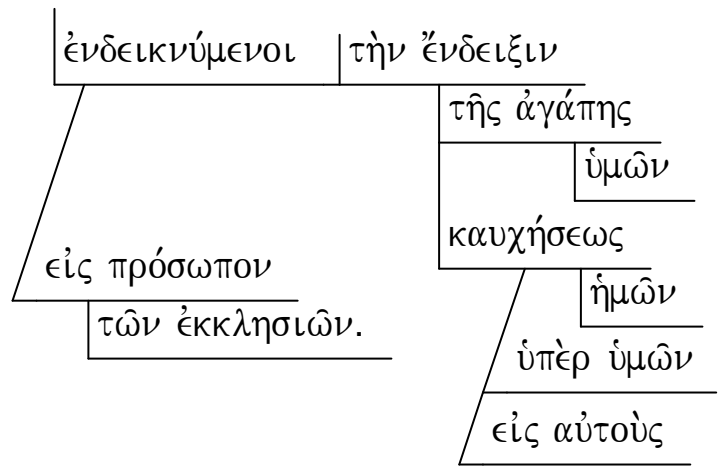 ἐνδεικνύμενοι τὴν ἔνδειξιν
τῆς ἀγάπης
ὑμῶν
καυχήσεως
εἰς πρόσωπον
ἡμῶν
τῶν ἐκκλησιῶν.
ὑπὲρ ὑμῶν
εἰς αὐτοὺς